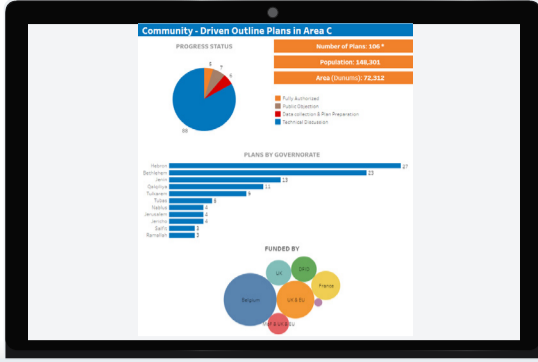 Community - Driven Outline Plans in Area C
PROGRESS STATUS
Number of Plans: 106 *
Population: 148,301
Area (Dunums): 72,312
5
7
6
88
Fully Authorized
Public Objection
Data collection & Plan Preparation
Technical Discussion
PLANS BY GOVERNORATE
Hebron 27
Bethlehem 23
Jenin 13
Qalqiliya 11
Tulkarem 9
Tubas
Nablus 4
Jerusalem 4
Jericho 4
Salfit 3
Ramallah 3
FUNDED BY
UK
France
Belgium
UK & EU